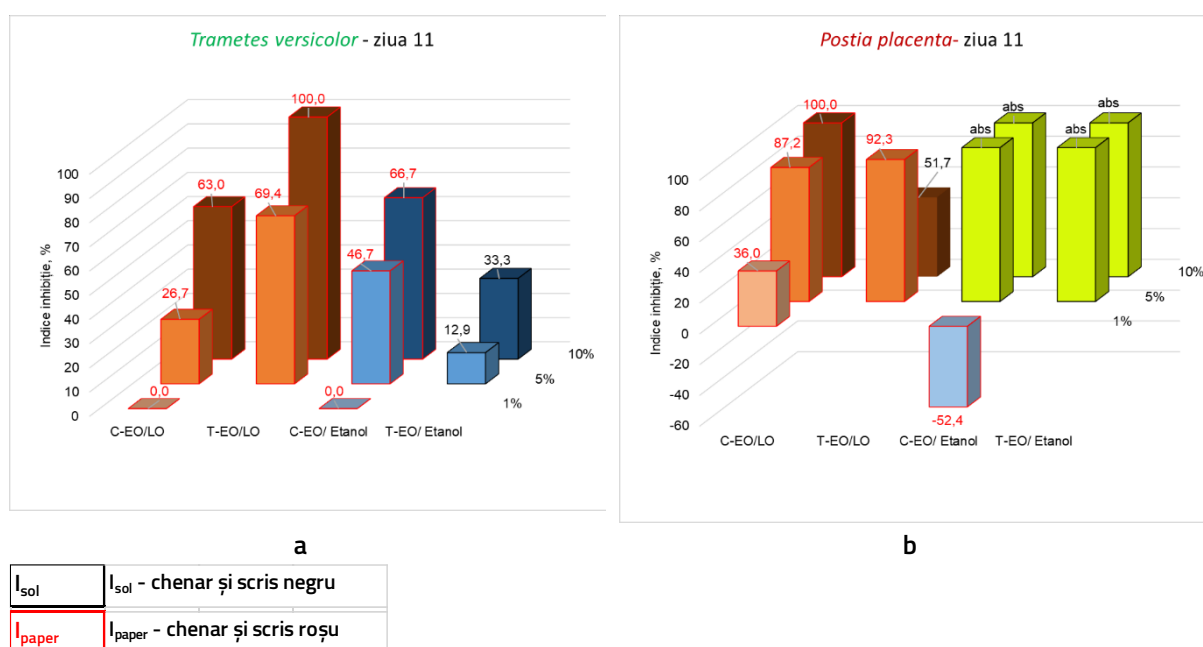 Trametes versicolor - ziua 11
Indice inhibiție, %
100
90
80
70
60
50
40
30
20
10
0
0,0
26,7
63,0
69,4
100,0
0,0
46,7
66,7
12,9
33,3
10%
5%
1%
C-EO/LO
T-EO/LO
C-EO/ Etanol
T-EO/ Etanol
a
Postia placenta- ziua 11
Indice inhibiție, %
100
80
60
40
20
0
-20
-40
-60
36,0
87,2
100,0
92,3
51,7
-52,4
abs
abs
abs
abs
10%
5%
1%
C-EO/LO
T-EO/LO
C-EO/ Etanol
T-EO/ Etanol
b
Isol
Isol - chenar și scris negru
Ipaper
Ipaper - chenar și scris roșu